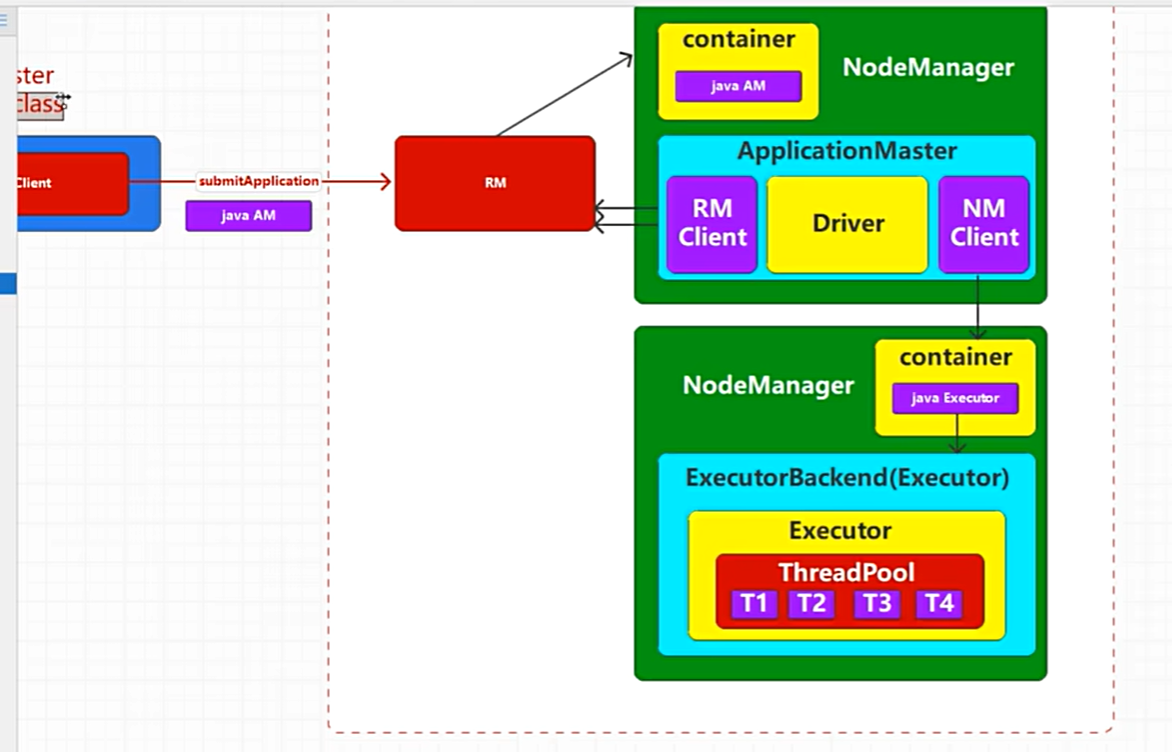 ster
class
Client
submitApplication
java AM
RM
container
java AM
NodeManager
ApplicationMaster
RM
Client
Driver
NM
Client
NodeManager
container
java Executor
ExecutorBackend(Executor)
Executor
ThreadPool
T1 T2 T3 T4